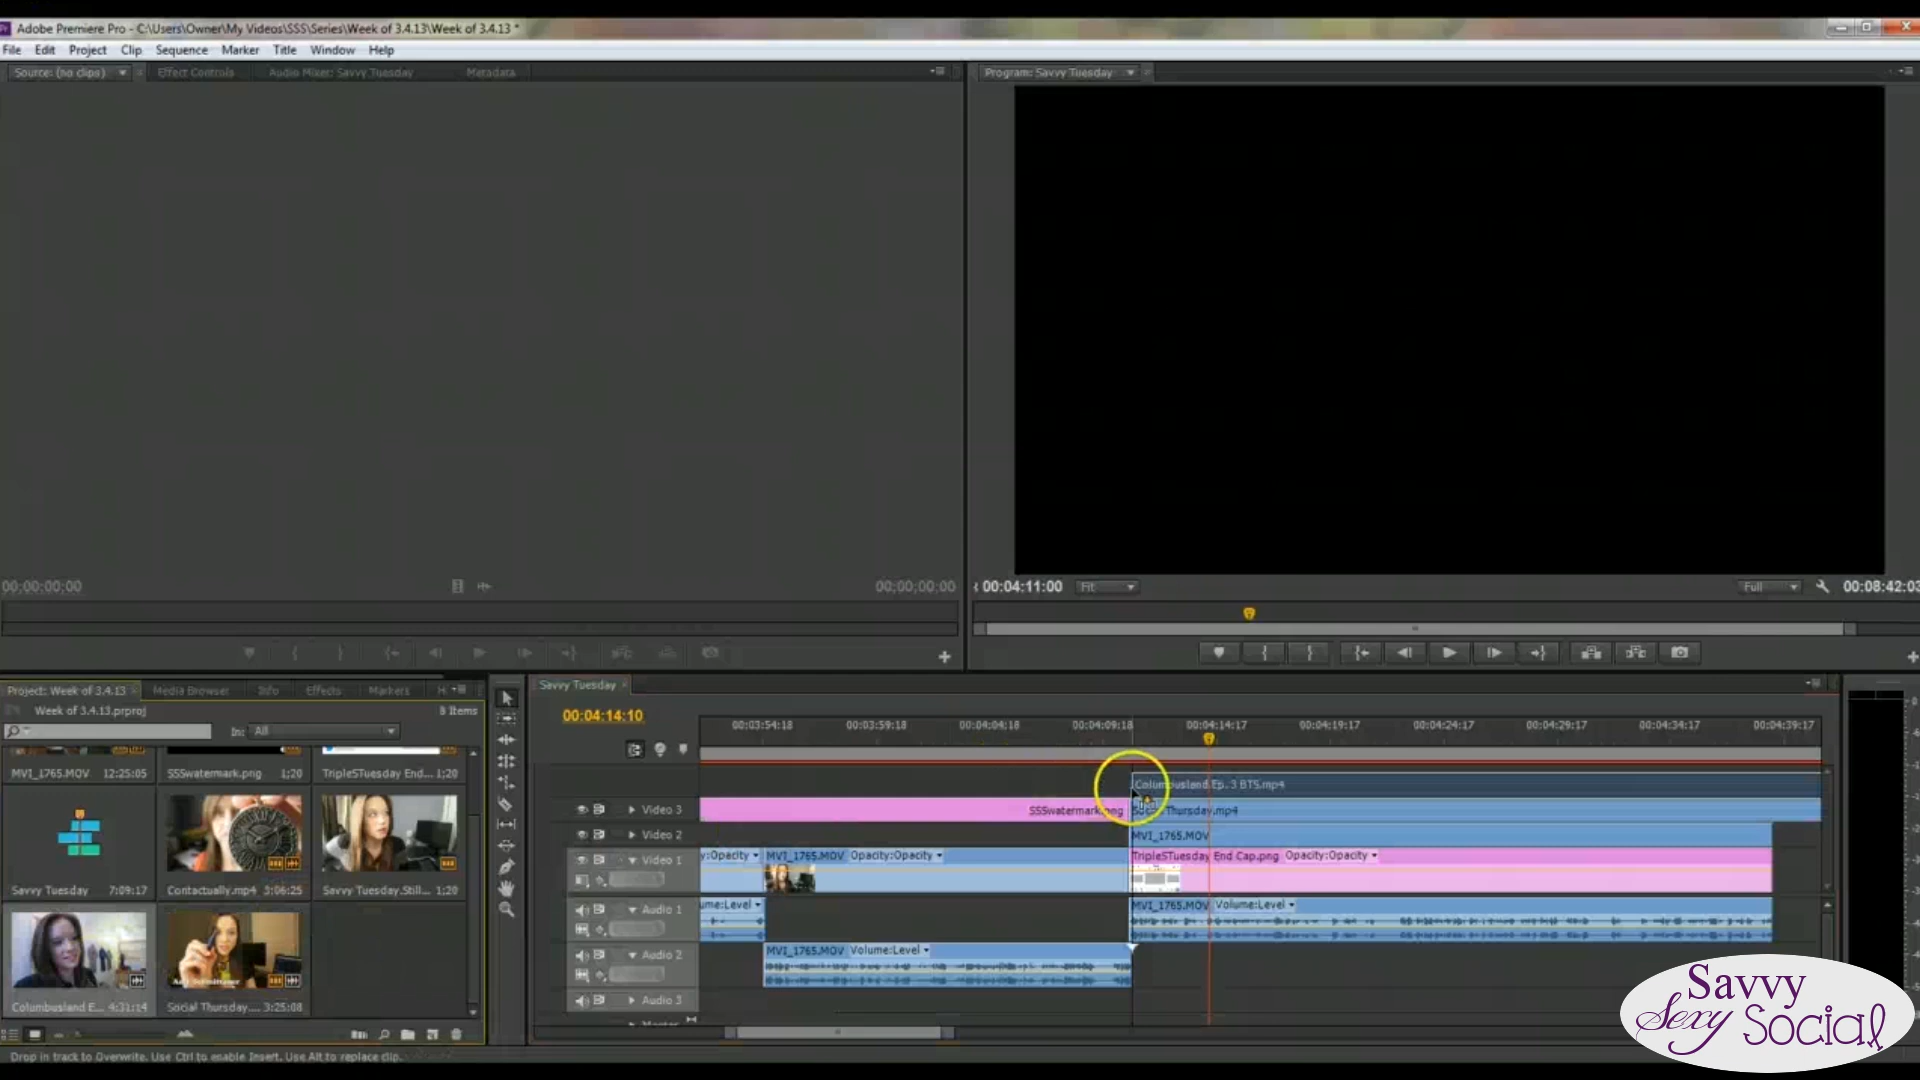 Adobe Premiere Pro - C:\Users\Owner\My Videos\SSS\Series\Week of 3.4.13\Week of 3.4.13 *
File Edit Project Clip Sequence Marker Title Window Help
Source: (no clips) Effect Controls Audio Mixer: Savvy Tuesday Metadata
Program: Savvy Tuesday
00;00;00;00 00;00;00;00
00:04:11:00 Fit Full 00:08:42:03
Project: Week of 3.4.13 Media Browser Info Effects Markers H
Week of 3.4.13.prproj 8 Items
In: All
MVI_1765.MOV 12:25:05 SSSwatermark.png 1;20 TripleSTuesday End... 1;20
Savvy Tuesday 7:09:17 Contactually.mp4 3:06:25 Savvy Tuesday.Still... 1;20
Columbusland E... 4:31:14 Social Thursday.... 3:25:08
Drop in track to Overwrite. Use Ctrl to enable Insert. Use Alt to replace clip.
Savvy Tuesday
00:04:14:10
00:03:54:18 00:03:59:18 00:04:04:18 00:04:09:18 00:04:14:17 00:04:19:17 00:04:24:17 00:04:29:17 00:04:34:17 00:04:39:17
Columbusland Ep. 3 BTS.mp4
Video 3 SSSwatermark.png Thursday.mp4
Video 2 MVI_1765.MOV
Video 1 y:Opacity MVI_1765.MOV Opacity:Opacity TripleSTuesday End Cap.png Opacity:Opacity
Audio 1 ume:Level MVI_1765.MOV Volume:Level
Audio 2 MVI_1765.MOV Volume:Level
Audio 3
Savvy
Sexy Social